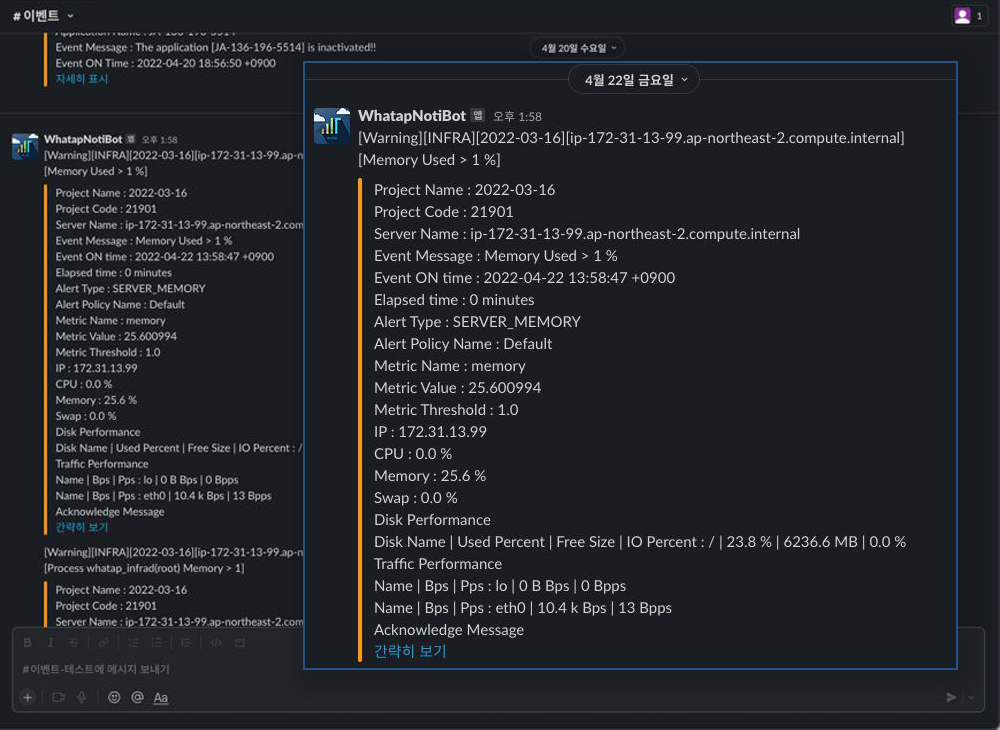 # 이벤트
1
Application Name : JA-136-196-5514
Event Message : The application [JA-136-196-5514] is inactivated!!
Event ON Time : 2022-04-20 18:56:50 +0900
자세히 표시
4월 20일 수요일
WhatapNotiBot 앱 오후 1:58
[Warning][INFRA][2022-03-16][ip-172-31-13-99.ap-n
[Memory Used > 1 %]
Project Name : 2022-03-16
Project Code : 21901
Server Name : ip-172-31-13-99.ap-northeast-2.com
Event Message : Memory Used > 1 %
Event ON time : 2022-04-22 13:58:47 +0900
Elapsed time : 0 minutes
Alert Type : SERVER_MEMORY
Alert Policy Name : Default
Metric Name : memory
Metric Value : 25.600994
Metric Threshold : 1.0
IP : 172.31.13.99
CPU : 0.0 %
Memory : 25.6 %
Swap : 0.0 %
Disk Performance
Disk Name | Used Percent | Free Size | IO Percent : /
Traffic Performance
Name | Bps | Pps : lo | 0 B Bps | 0 Bpps
Name | Bps | Pps : eth0 | 10.4 k Bps | 13 Bpps
Acknowledge Message
간략히 보기
[Warning][INFRA][2022-03-16][ip-172-31-13-99.ap-n
[Process whatap_infrad(root) Memory > 1]
Project Name : 2022-03-16
Project Code : 21901
Server Name : ip-172-31-13-99.ap-northeast-2.com
B I S
#이벤트-테스트에 메시지 보내기
Aa
4월 22일 금요일
WhatapNotiBot 앱 오후 1:58
[Warning][INFRA][2022-03-16][ip-172-31-13-99.ap-northeast-2.compute.internal]
[Memory Used > 1 %]
Project Name : 2022-03-16
Project Code : 21901
Server Name : ip-172-31-13-99.ap-northeast-2.compute.internal
Event Message : Memory Used > 1 %
Event ON time : 2022-04-22 13:58:47 +0900
Elapsed time : 0 minutes
Alert Type : SERVER_MEMORY
Alert Policy Name : Default
Metric Name : memory
Metric Value : 25.600994
Metric Threshold : 1.0
IP : 172.31.13.99
CPU : 0.0 %
Memory : 25.6 %
Swap : 0.0 %
Disk Performance
Disk Name | Used Percent | Free Size | IO Percent : / | 23.8 % | 6236.6 MB | 0.0 %
Traffic Performance
Name | Bps | Pps : lo | 0 B Bps | 0 Bpps
Name | Bps | Pps : eth0 | 10.4 k Bps | 13 Bpps
Acknowledge Message
간략히 보기